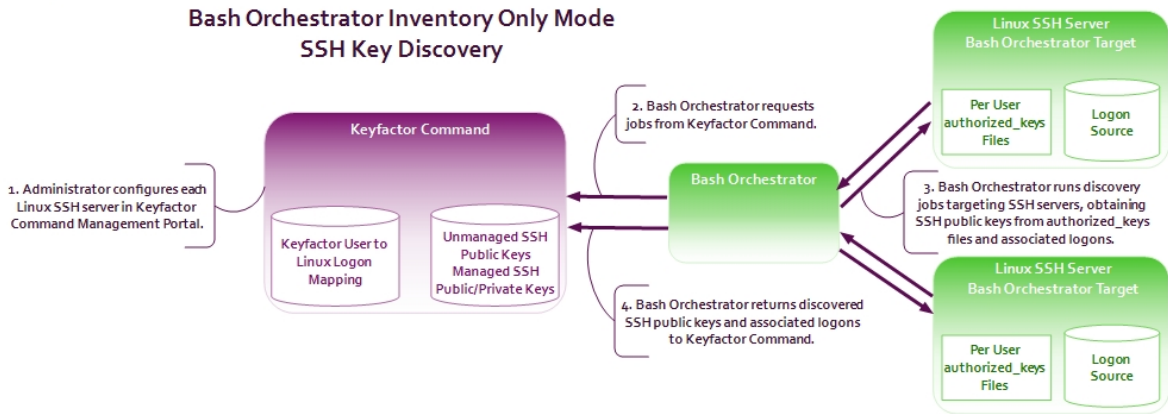 Bash Orchestrator Inventory Only Mode
SSH Key Discovery
Linux SSH Server
Bash Orchestrator Target
Per User
authorized_keys
Files
Logon
Source
2. Bash Orchestrator requests
jobs from Keyfactor Command.
Keyfactor Command
1. Administrator configures each
Linux SSH server in Keyfactor
Command Management Portal.
Keyfactor User to
Linux Logon
Mapping
Unmanaged SSH
Public Keys
Managed SSH
Public/Private Keys
Bash Orchestrator
3. Bash Orchestrator runs discovery
jobs targeting SSH servers, obtaining
SSH public keys from authorized_keys
files and associated logons.
4. Bash Orchestrator returns discovered
SSH public keys and associated logons
to Keyfactor Command.
Linux SSH Server
Bash Orchestrator Target
Per User
authorized_keys
Files
Logon
Source